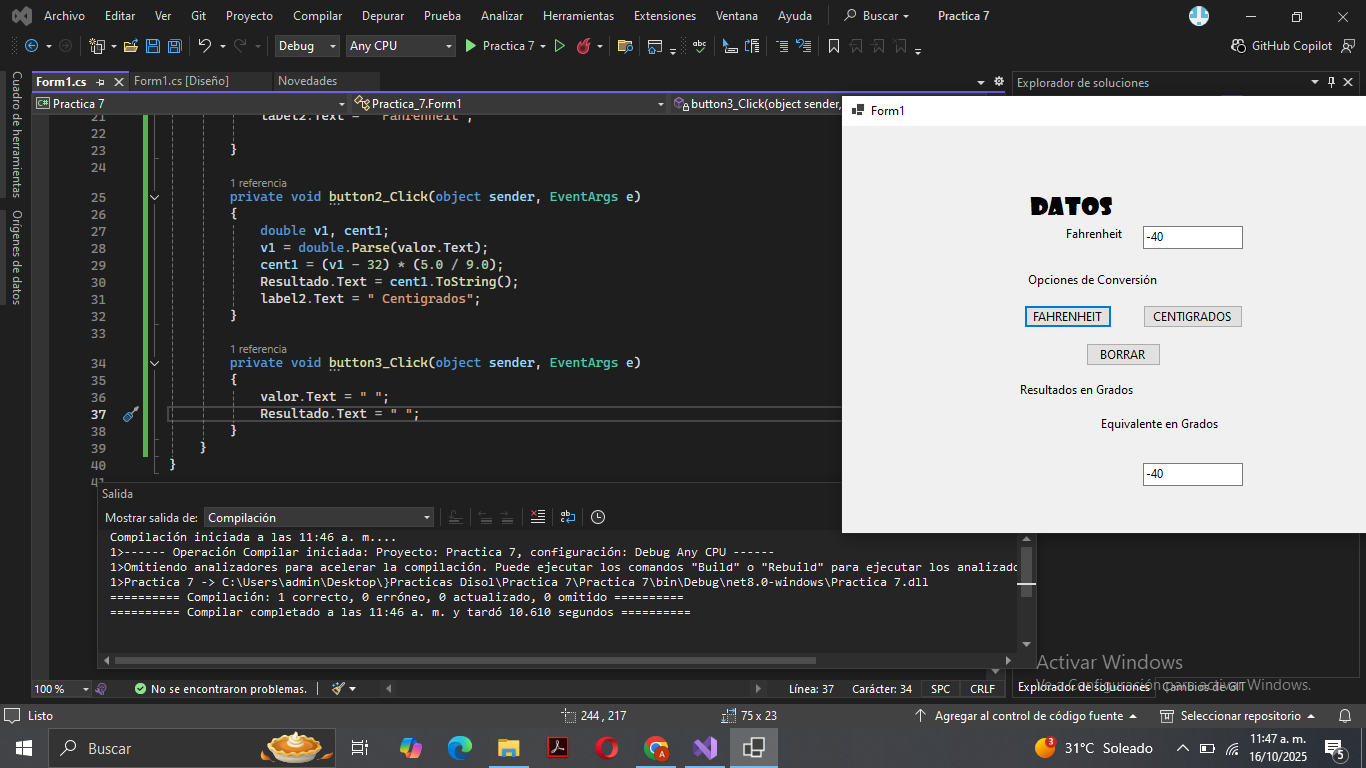 Archivo Editar Ver Git Proyecto Compilar Depurar Prueba Analizar Herramientas Extensiones Ventana Ayuda Buscar Practica 7
Debug Any CPU Practica 7 GitHub Copilot
Form1.cs Form1.cs [Diseño] Novedades
Explorador de soluciones
Practica 7 Practica_7.Form1 button3_Click(object sender,
Cuadro de herramientas
Orígenes de datos
21 label2.Text = " Fahrenheit";
22
23 }
24
1 referencia
25 private void button2_Click(object sender, EventArgs e)
26 {
27 double v1, cent1;
28 v1 = double.Parse(valor.Text);
29 cent1 = (v1 - 32) * (5.0 / 9.0);
30 Resultado.Text = cent1.ToString();
31 label2.Text = " Centigrados";
32 }
33
1 referencia
34 private void button3_Click(object sender, EventArgs e)
35 {
36 valor.Text = " ";
37 Resultado.Text = " ";
38 }
39 }
40 }
41
Form1
DATOS
Fahrenheit -40
Opciones de Conversión
FAHRENHEIT CENTIGRADOS
BORRAR
Resultados en Grados
Equivalente en Grados
-40
Salida
Mostrar salida de: Compilación
Compilación iniciada a las 11:46 a. m....
1>------ Operación Compilar iniciada: Proyecto: Practica 7, configuración: Debug Any CPU ------
1>Omitiendo analizadores para acelerar la compilación. Puede ejecutar los comandos "Build" o "Rebuild" para ejecutar los analizado
1>Practica 7 -> C:\Users\admin\Desktop\}Practicas Disol\Practica 7\Practica 7\bin\Debug\net8.0-windows\Practica 7.dll
========== Compilación: 1 correcto, 0 erróneo, 0 actualizado, 0 omitido ==========
========== Compilar completado a las 11:46 a. m. y tardó 10.610 segundos ==========
Activar Windows
Ve a Configuración para activar Windows.
100 % No se encontraron problemas. Línea: 37 Carácter: 34 SPC CRLF
Explorador de soluciones Cambios de GIT
Listo 244 , 217 75 x 23 Agregar al control de código fuente Seleccionar repositorio
Buscar 31°C Soleado 11:47 a. m.
16/10/2025
5